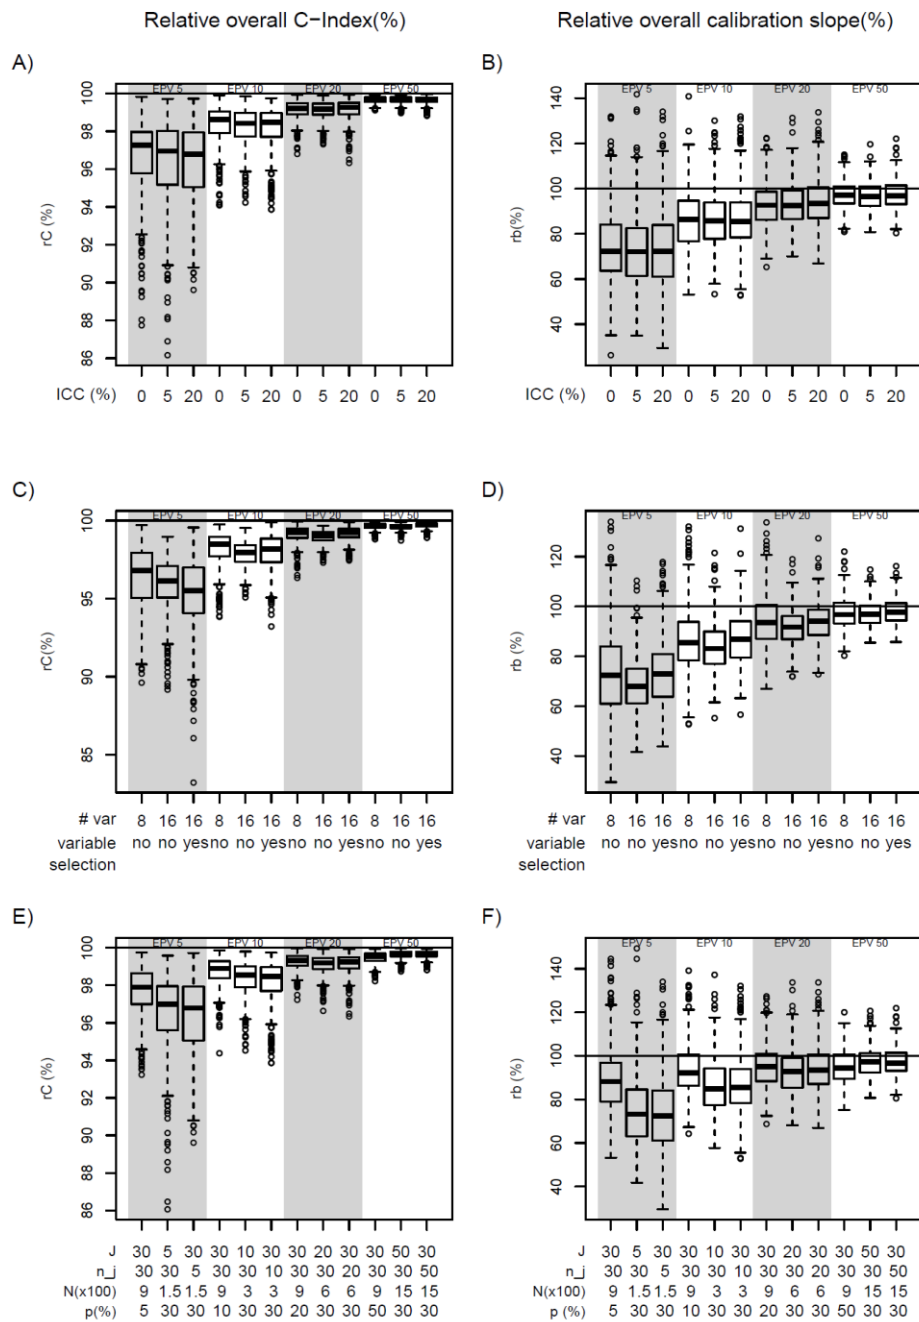 Relative overall C-Index(%) Relative overall calibration slope(%)
A) B)
EPV 5 EPV 10 EPV 20 EPV 50 EPV 5 EPV 10 EPV 20 EPV 50
rC (%) 86 88 90 92 94 96 98 100
rb(%) 40 60 80 100 120 140
ICC (%) 0 5 20 0 5 20 0 5 20 0 5 20 ICC (%) 0 5 20 0 5 20 0 5 20 0 5 20
C) D)
EPV 5 EPV 10 EPV 20 EPV 50 EPV 5 EPV 10 EPV 20 EPV 50
rC(%) 85 90 95 100
rb (%) 40 60 80 100 120
# var 8 16 16 8 16 16 8 16 16 8 16 16 # var 8 16 16 8 16 16 8 16 16 8 16 16
variable no no yes no no yes no no yes no no yes variable no no yes no no yes no no yes no no yes
selection selection
E) F)
EPV 5 EPV 10 EPV 20 EPV 50 EPV 5 EPV 10 EPV 20 EPV 50
rC (%) 86 88 90 92 94 96 98 100
rb (%) 40 60 80 100 120 140
J 30 5 30 30 10 30 30 20 30 30 50 30 J 30 5 30 30 10 30 30 20 30 30 50 30
n_j 30 30 5 30 30 10 30 30 20 30 30 50 n_j 30 30 5 30 30 10 30 30 20 30 30 50
N(x100) 9 1.5 1.5 9 3 3 9 6 6 9 15 15 N(x100) 9 1.5 1.5 9 3 3 9 6 6 9 15 15
p(%) 5 30 30 10 30 30 20 30 30 50 30 30 p (%) 5 30 30 10 30 30 20 30 30 50 30 30